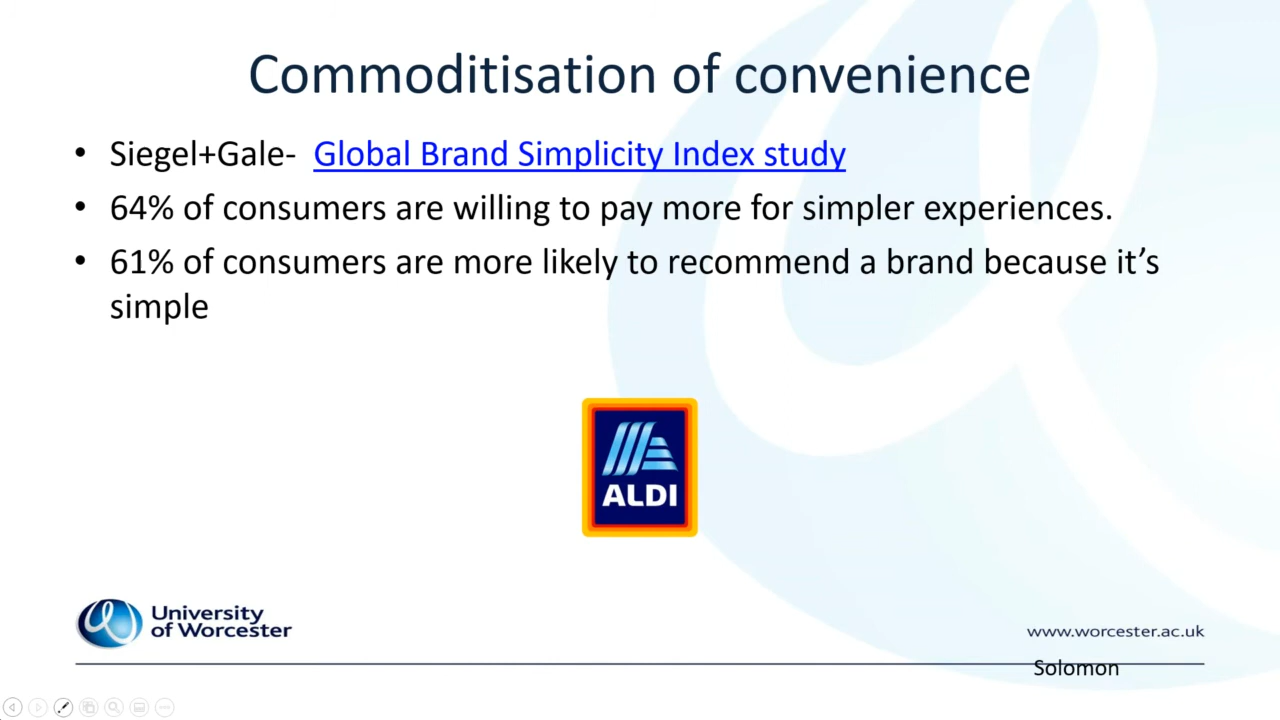 Commoditisation of convenience
• Siegel+Gale- Global Brand Simplicity Index study
• 64% of consumers are willing to pay more for simpler experiences.
• 61% of consumers are more likely to recommend a brand because it’s
simple
ALDI
University
of Worcester
www.worcester.ac.uk
Solomon